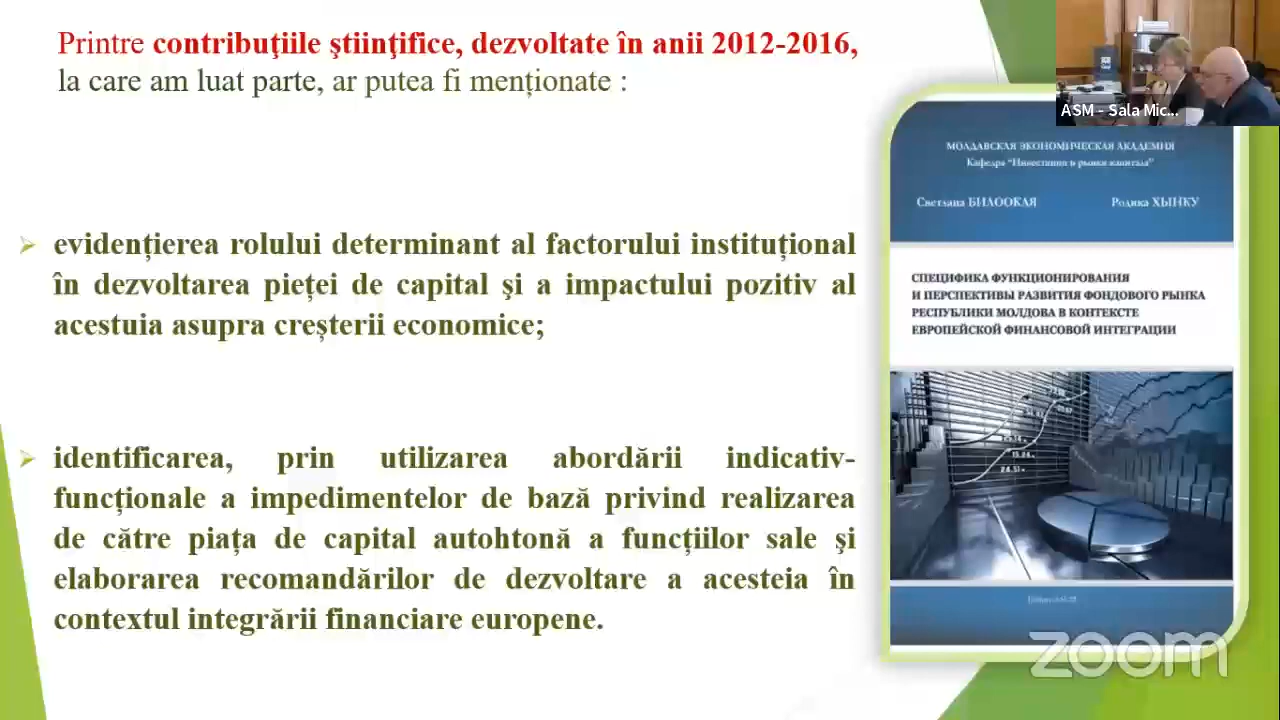 Printre contribuţiile ştiinţifice, dezvoltate în anii 2012-2016,
la care am luat parte, ar putea fi menționate :
evidențierea rolului determinant al factorului instituțional
în dezvoltarea pieței de capital şi a impactului pozitiv al
acestuia asupra creșterii economice;
identificarea, prin utilizarea abordării indicativ-
funcționale a impedimentelor de bază privind realizarea
de către piața de capital autohtonă a funcțiilor sale şi
elaborarea recomandărilor de dezvoltare a acesteia în
contextul integrării financiare europene.
ASM - Sala Mic...
МОЛДАВСКАЯ ЭКОНОМИЧЕСКАЯ АКАДЕМИЯ
Кафедра "Инвестиции и рынки капитала"
Светлана БИЛООКАЯ Родика ХЫНКУ
СПЕЦИФИКА ФУНКЦИОНИРОВАНИЯ
И ПЕРСПЕКТИВЫ РАЗВИТИЯ ФОНДОВОГО РЫНКА
РЕСПУБЛИКИ МОЛДОВА В КОНТЕКСТЕ
ЕВРОПЕЙСКОЙ ФИНАНСОВОЙ ИНТЕГРАЦИИ
zoom